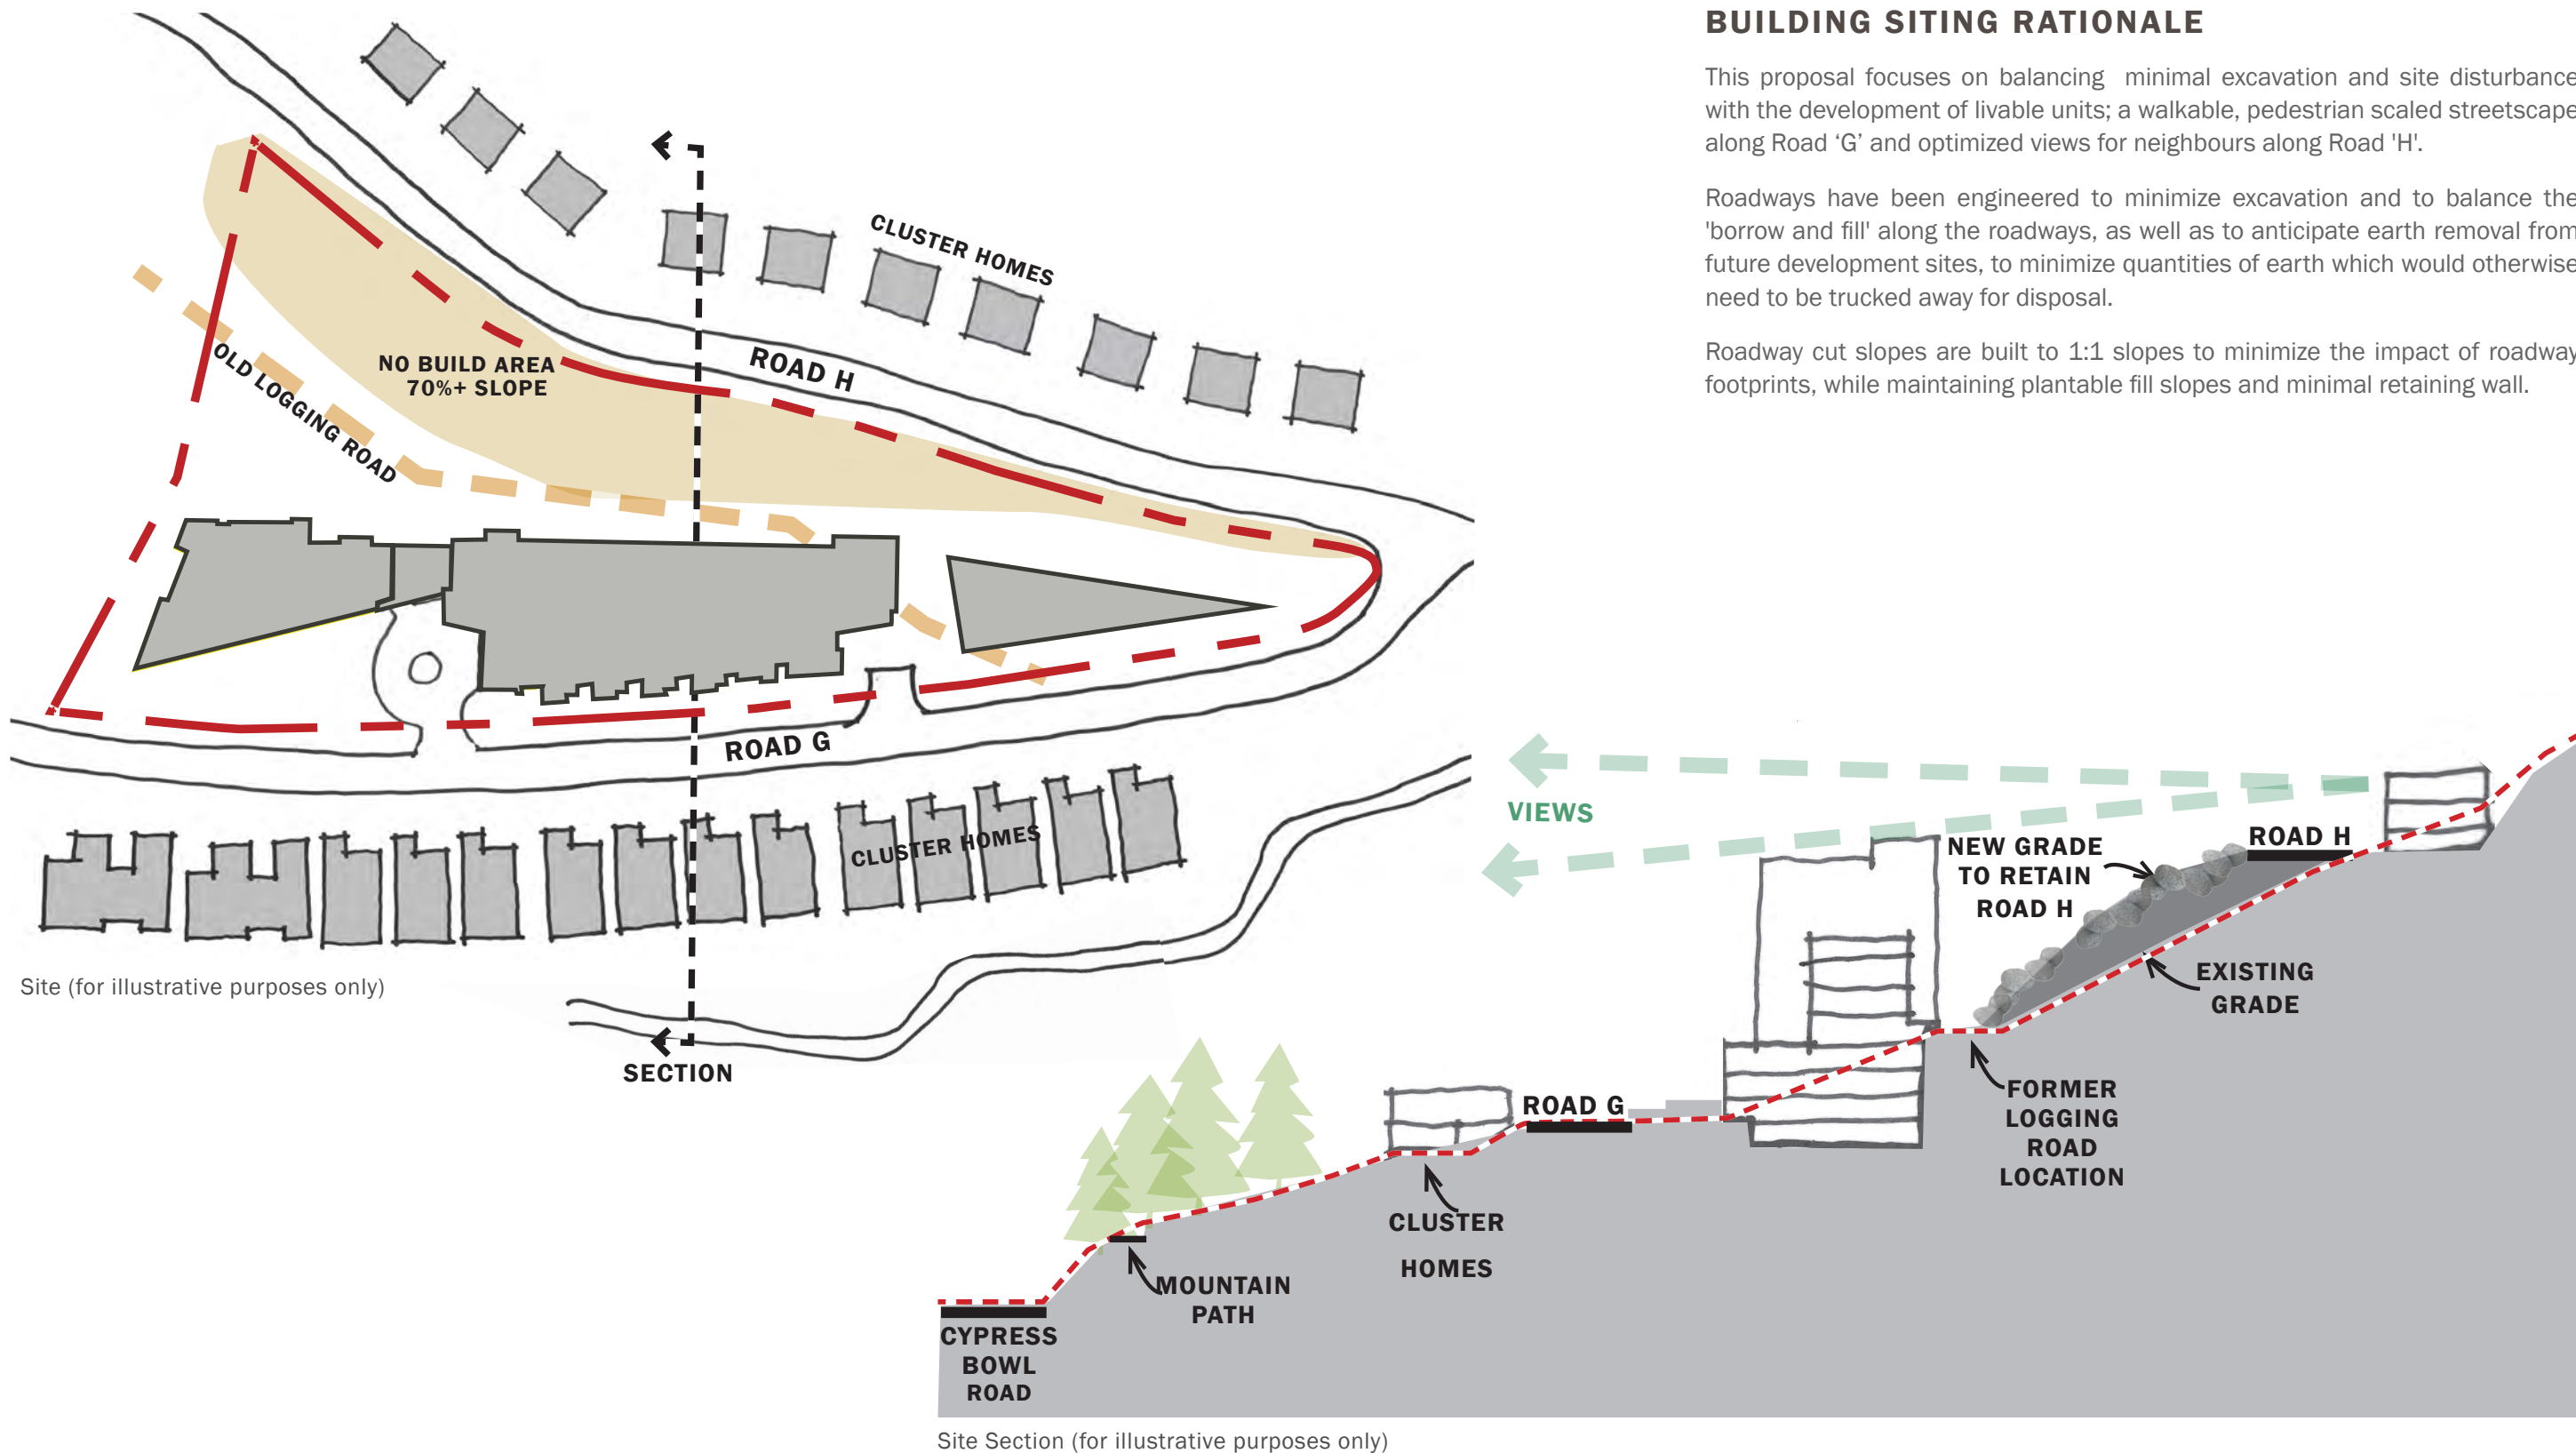 BUILDING SITING RATIONALE
This proposal focuses on balancing minimal excavation and site disturbance
with the development of livable units; a walkable, pedestrian scaled streetscape
along Road ‘G’ and optimized views for neighbours along Road 'H'.
Roadways have been engineered to minimize excavation and to balance the
'borrow and fill' along the roadways, as well as to anticipate earth removal from
future development sites, to minimize quantities of earth which would otherwise
need to be trucked away for disposal.
Roadway cut slopes are built to 1:1 slopes to minimize the impact of roadway
footprints, while maintaining plantable fill slopes and minimal retaining wall.
CLUSTER HOMES
ROAD H
NO BUILD AREA
70%+ SLOPE
OLD LOGGING ROAD
ROAD G
CLUSTER HOMES
Site (for illustrative purposes only)
SECTION
VIEWS
NEW GRADE
TO RETAIN
ROAD H
ROAD H
EXISTING
GRADE
FORMER
LOGGING
ROAD
LOCATION
ROAD G
CLUSTER
HOMES
MOUNTAIN
PATH
CYPRESS
BOWL
ROAD
Site Section (for illustrative purposes only)